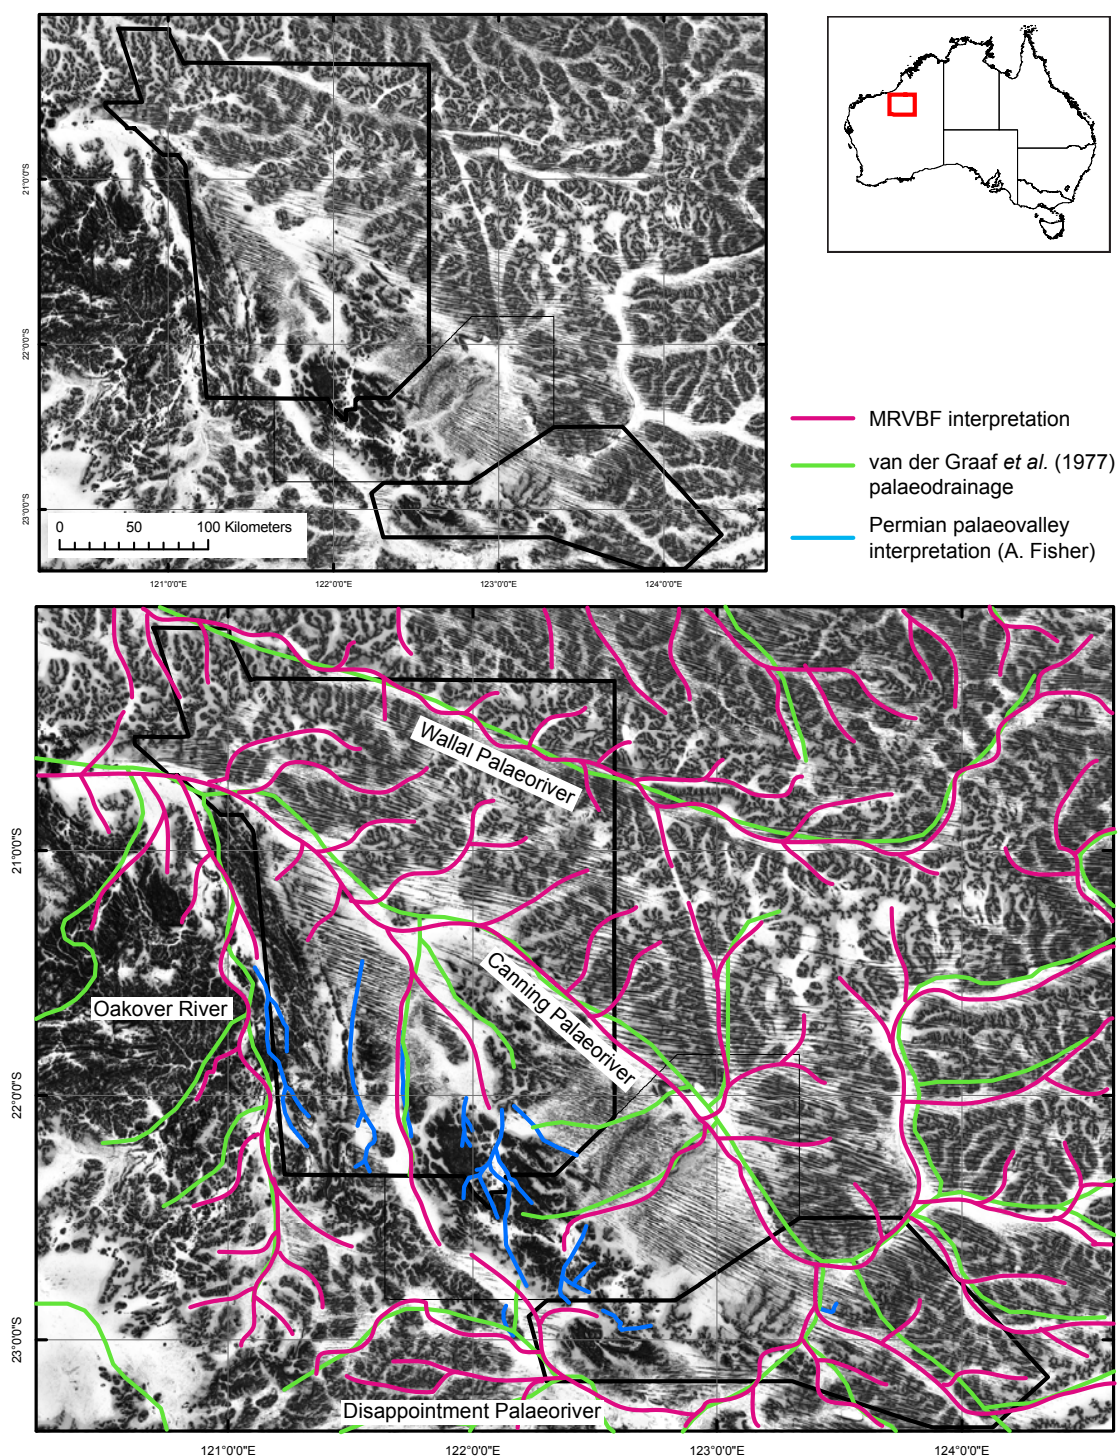 21°0'0"S
22°0'0"S
23°0'0"S
0 50 100 Kilometers
121°0'0"E 122°0'0"E 123°0'0"E 124°0'0"E
MRVBF interpretation
van der Graaf et al. (1977)
palaeodrainage
Permian palaeovalley
interpretation (A. Fisher)
Wallal Palaeoriver
21°0'0"S
Canning Palaeoriver
Oakover River
22°0'0"S
23°0'0"S
Disappointment Palaeoriver
121°0'0"E 122°0'0"E 123°0'0"E 124°0'0"E